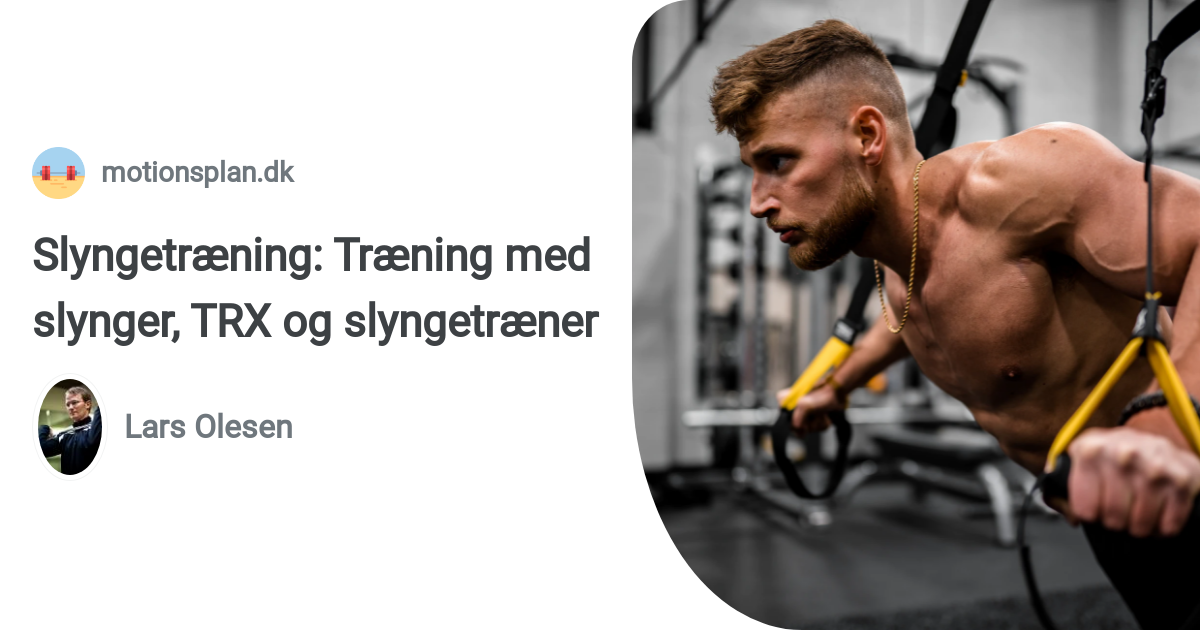 motionsplan.dk
Slyngetræning: Træning med
slynger, TRX og slyngetræner
Lars Olesen